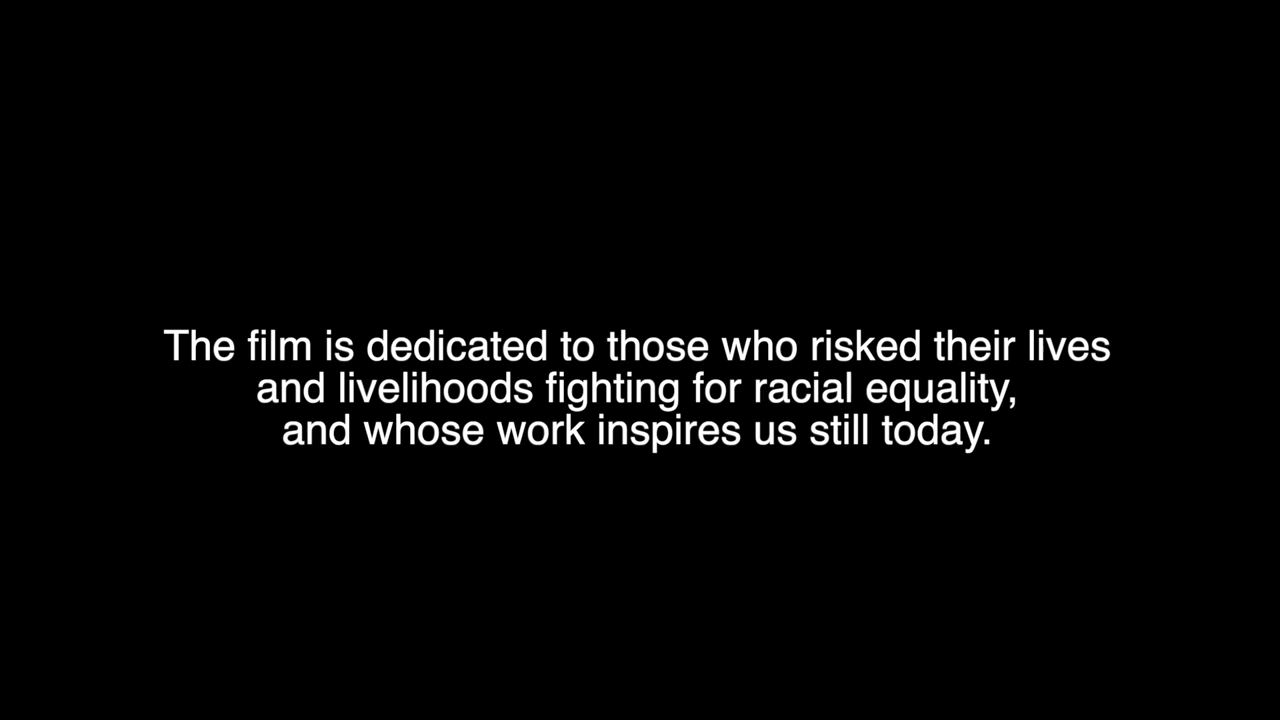 The film is dedicated to those who risked their lives
and livelihoods fighting for racial equality,
and whose work inspires us still today.